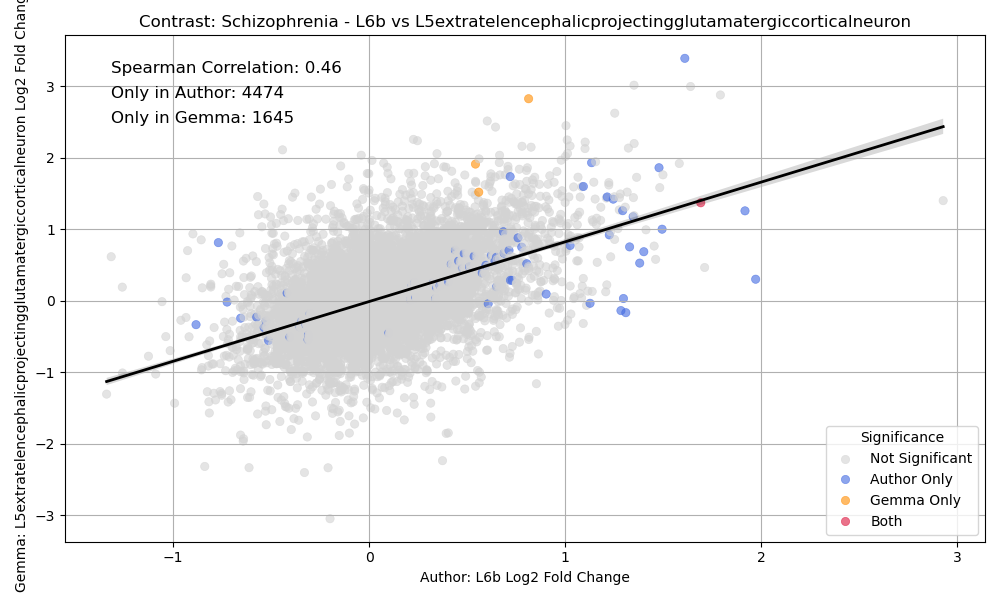 Contrast: Schizophrenia - L6b vs L5extratelencephalicprojectingglutamatergiccorticalneuron
Gemma: L5extratelencephalicprojectingglutamatergiccorticalneuron Log2 Fold Chang
Spearman Correlation: 0.46
Only in Author: 4474
Only in Gemma: 1645
3
2
1
0
−1
−2
−3
Significance
Not Significant
Author Only
Gemma Only
Both
−1 0 1 2 3
Author: L6b Log2 Fold Change